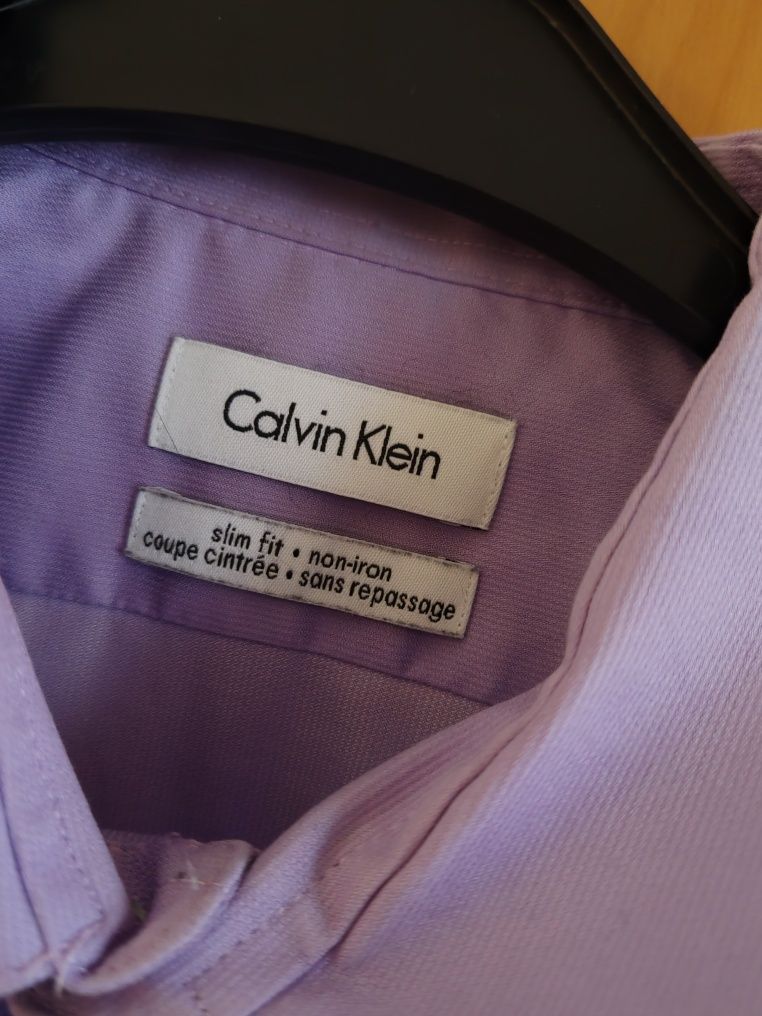 Calvin Klein
slim fit • non-iron
coupe cintrée • sans repassage